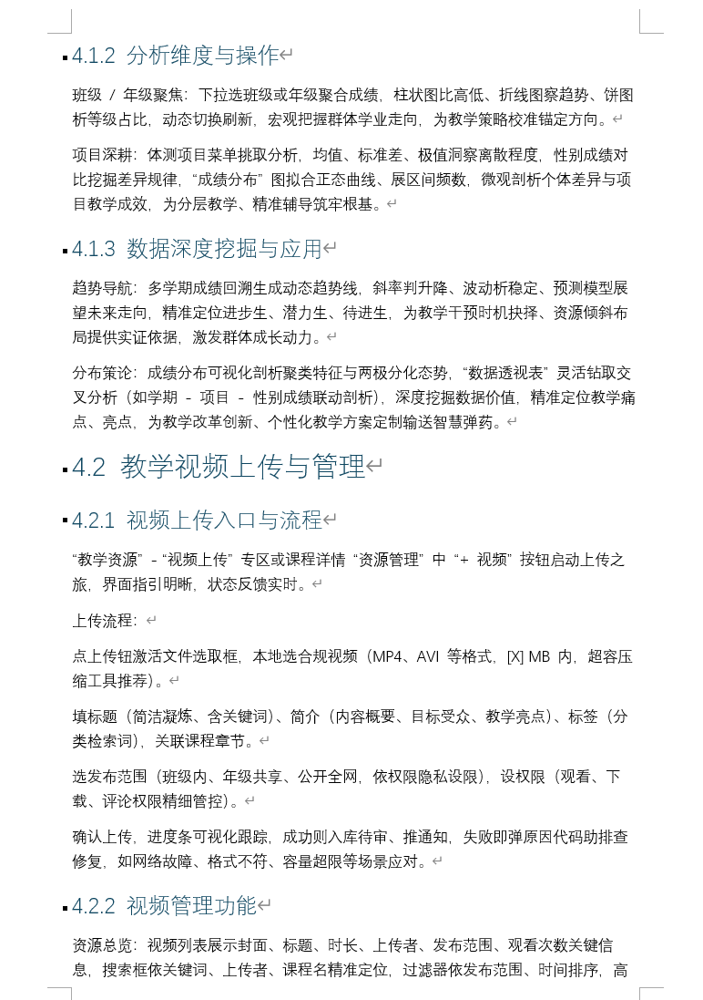 4.1.2 分析维度与操作
班级 / 年级聚焦：下拉选班级或年级聚合成绩，柱状图比高低、折线图察趋势、饼图
析等级占比，动态切换刷新，宏观把握群体学业走向，为教学策略校准锚定方向。
项目深耕：体测项目菜单挑取分析，均值、标准差、极值洞察离散程度，性别成绩对
比挖掘差异规律，“成绩分布” 图拟合正态曲线、展区间频数，微观剖析个体差异与项
目教学成效，为分层教学、精准辅导筑牢根基。
4.1.3 数据深度挖掘与应用
趋势导航：多学期成绩回溯生成动态趋势线，斜率判升降、波动析稳定、预测模型展
望未来走向，精准定位进步生、潜力生、待进生，为教学干预时机抉择、资源倾斜布
局提供实证依据，激发群体成长动力。
分布策论：成绩分布可视化剖析聚类特征与两极分化态势，“数据透视表” 灵活钻取交
叉分析（如学期 - 项目 - 性别成绩联动剖析），深度挖掘数据价值，精准定位教学痛
点、亮点，为教学改革创新、个性化教学方案定制输送智慧弹药。
4.2 教学视频上传与管理
4.2.1 视频上传入口与流程
“教学资源” - “视频上传” 专区或课程详情 “资源管理” 中 “+ 视频” 按钮启动上传之
旅，界面指引明晰，状态反馈实时。
上传流程：
点上传钮激活文件选取框，本地选合规视频（MP4、AVI 等格式，[X] MB 内，超容压
缩工具推荐）。
填标题（简洁凝炼、含关键词）、简介（内容概要、目标受众、教学亮点）、标签（分
类检索词），关联课程章节。
选发布范围（班级内、年级共享、公开全网，依权限隐私设限），设权限（观看、下
载、评论权限精细管控）。
确认上传，进度条可视化跟踪，成功则入库待审、推通知，失败即弹原因代码助排查
修复，如网络故障、格式不符、容量超限等场景应对。
4.2.2 视频管理功能
资源总览：视频列表展示封面、标题、时长、上传者、发布范围、观看次数关键信
息，搜索框依关键词、上传者、课程名精准定位，过滤器依发布范围、时间排序，高